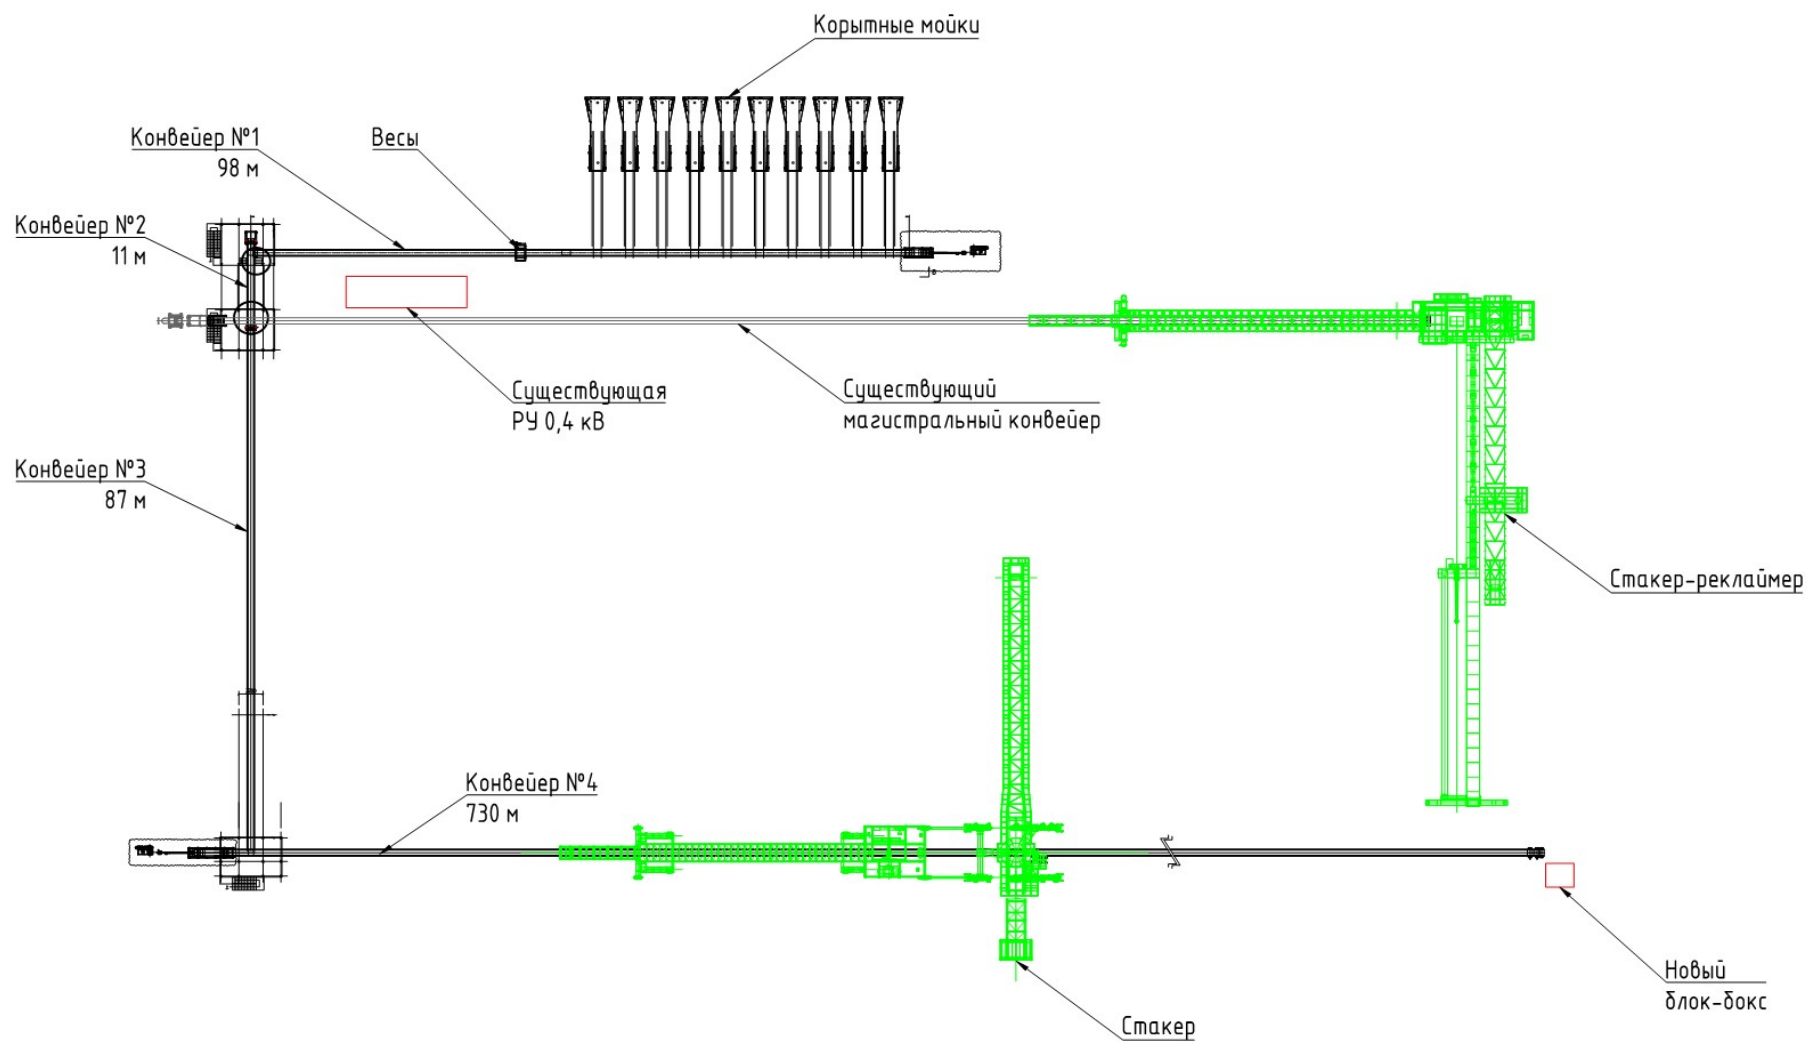 Корытные мойки
Конвейер №1
98 м
Весы
Конвейер №2
11 м
Существующая
РУ 0,4 кВ
Существующий
магистральный конвейер
Конвейер №3
87 м
Стакер-реклаймер
Конвейер №4
730 м
Новый
блок-бокс
Стакер